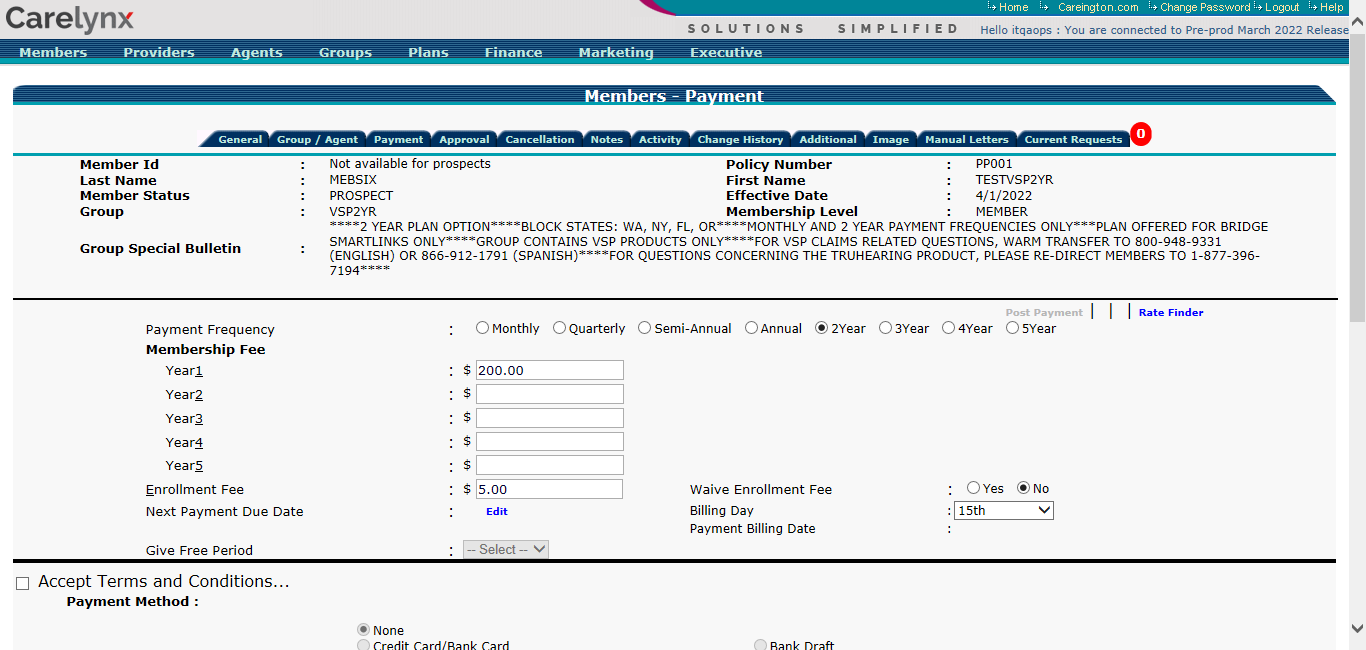 Carelynx
Home Careington.com Change Password Logout Help
SOLUTIONS SIMPLIFIED
Hello itqaops : You are connected to Pre-prod March 2022 Release
Members Providers Agents Groups Plans Finance Marketing Executive
Members - Payment
General Group / Agent Payment Approval Cancellation Notes Activity Change History Additional Image Manual Letters Current Requests 0
Member Id : Not available for prospects Policy Number : PP001
Last Name : MEBSIX First Name : TESTVSP2YR
Member Status : PROSPECT Effective Date : 4/1/2022
Group : VSP2YR Membership Level : MEMBER
****2 YEAR PLAN OPTION****BLOCK STATES: WA, NY, FL, OR****MONTHLY AND 2 YEAR PAYMENT FREQUENCIES ONLY***PLAN OFFERED FOR BRIDGE
Group Special Bulletin : SMARTLINKS ONLY****GROUP CONTAINS VSP PRODUCTS ONLY****FOR VSP CLAIMS RELATED QUESTIONS, WARM TRANSFER TO 800-948-9331
(ENGLISH) OR 866-912-1791 (SPANISH)****FOR QUESTIONS CONCERNING THE TRUHEARING PRODUCT, PLEASE RE-DIRECT MEMBERS TO 1-877-396-
7194****
Post Payment | | | Rate Finder
Payment Frequency : Monthly Quarterly Semi-Annual Annual 2Year 3Year 4Year 5Year
Membership Fee
Year1 : $ 200.00
Year2 : $
Year3 : $
Year4 : $
Year5 : $
Enrollment Fee : $ 5.00 Waive Enrollment Fee : Yes No
Next Payment Due Date : Edit Billing Day : 15th
Payment Billing Date :
Give Free Period : -- Select --
Accept Terms and Conditions...
Payment Method :
None
Credit Card/Bank Card Bank Draft